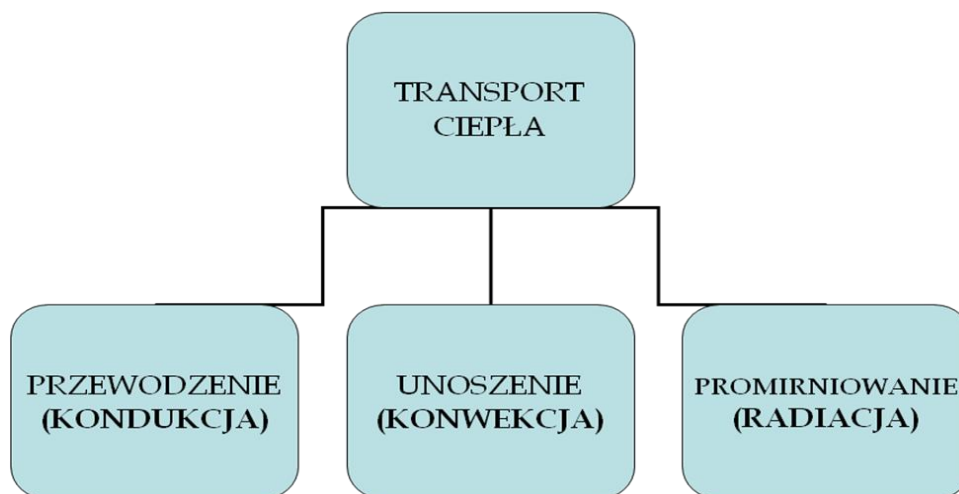 TRANSPORT
CIEPŁA
PRZEWODZENIE
(KONDUKCJA)
UNOSZENIE
(KONWEKCJA)
PROMIRNIOWANIE
(RADIACJA)